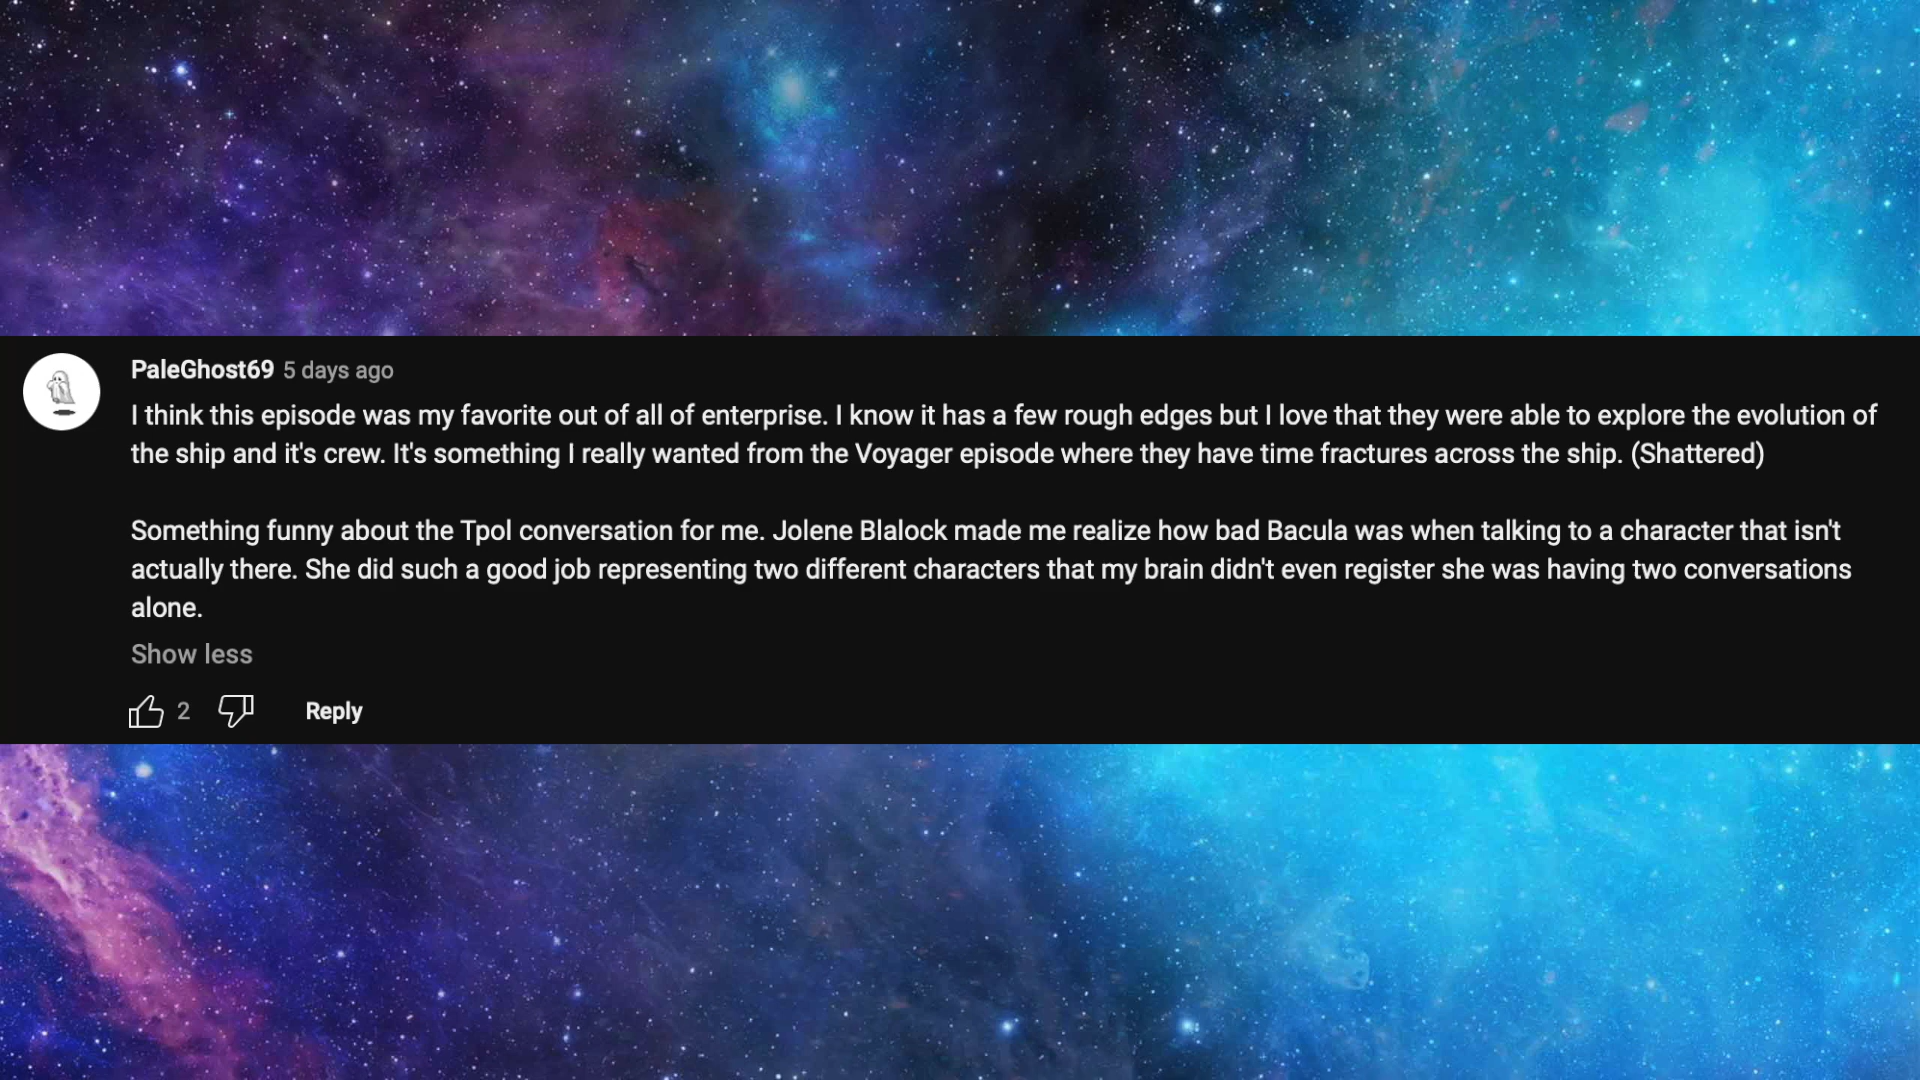 PaleGhost69 5 days ago
I think this episode was my favorite out of all of enterprise. I know it has a few rough edges but I love that they were able to explore the evolution of
the ship and it's crew. It's something I really wanted from the Voyager episode where they have time fractures across the ship. (Shattered)
Something funny about the Tpol conversation for me. Jolene Blalock made me realize how bad Bacula was when talking to a character that isn't
actually there. She did such a good job representing two different characters that my brain didn't even register she was having two conversations
alone.
Show less
2 Reply